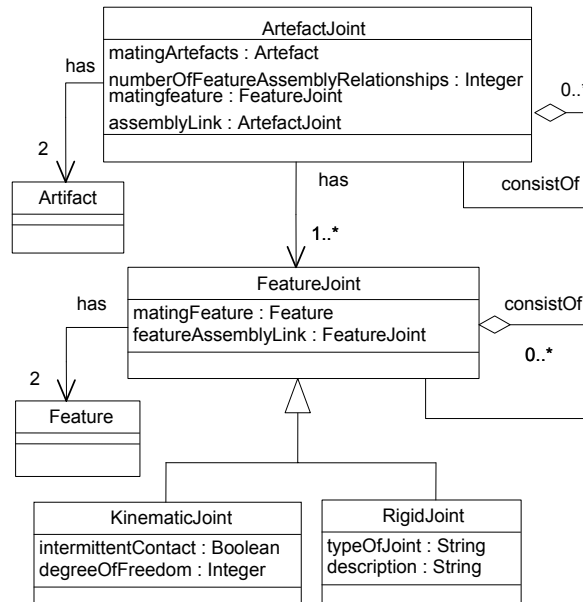 ArtefactJoint
matingArtefacts : Artefact
numberOfFeatureAssemblyRelationships : Integer
matingfeature : FeatureJoint
assemblyLink : ArtefactJoint
has
0..*
2
Artifact
has
consistOf
1..*
FeatureJoint
matingFeature : Feature
featureAssemblyLink : FeatureJoint
has
consistOf
0..*
2
Feature
KinematicJoint
intermittentContact : Boolean
degreeOfFreedom : Integer
RigidJoint
typeOfJoint : String
description : String